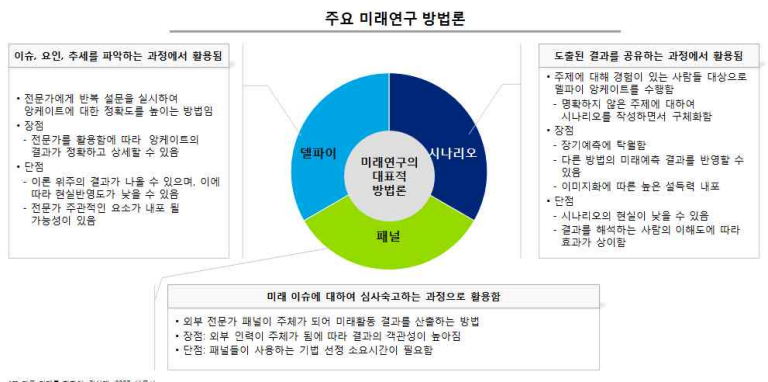 주요 미래연구 방법론
이슈, 요인, 추세를 파악하는 과정에서 활용됨
• 전문가에게 반복 설문을 실시하여
앙케이트에 대한 정확도를 높이는 방법임
• 장점
- 전문가를 활용함에 따라 앙케이트의
결과가 정확하고 상세할 수 있음
• 단점
- 이론 위주의 결과가 나올 수 있으며, 이에
따라 현실반영도가 낮을 수 있음
- 전문가 주관적인 요소가 내포 될
가능성이 있음
델파이
시나리오
미래연구의
대표적
방법론
패널
도출된 결과를 공유하는 과정에서 활용됨
• 주제에 대해 경험이 있는 사람들 대상으로
델파이 앙케이트를 수행함
- 명확하지 않은 주제에 대하여
시나리오를 작성하면서 구체화함
• 장점
- 장기예측에 탁월함
- 다른 방법의 미래예측 결과를 반영할 수
있음
- 이미지화에 따른 높은 설득력 내포
• 단점
- 시나리오의 현실이 낮을 수 있음
- 결과를 해석하는 사람의 이해도에 따라
효과가 상이함
미래 이슈에 대하여 심사숙고하는 과정으로 활용함
• 외부 전문가 패널이 주체가 되어 미래활동 결과를 산출하는 방법
• 장점: 외부 인력이 주체가 됨에 따라 결과의 객관성이 높아짐
• 단점: 패널들이 사용하는 기법 선정 소요시간이 필요함